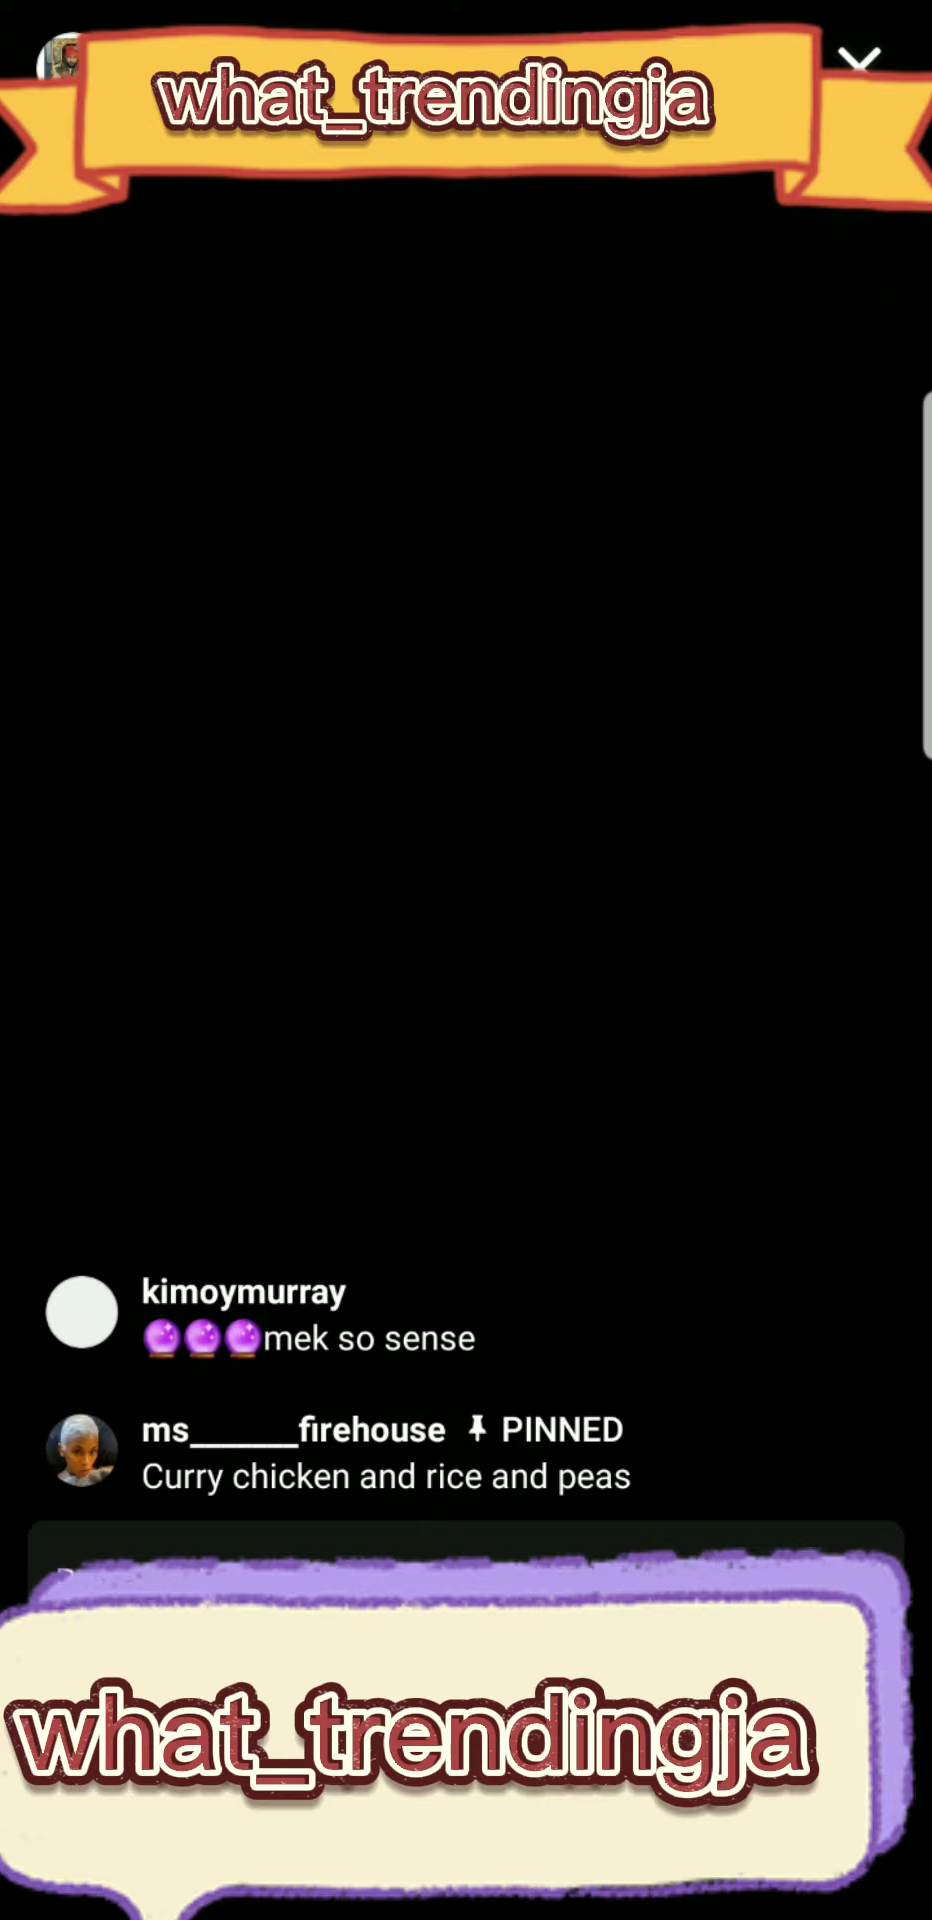 what_trendingja
kimoymurray
🔮🔮🔮mek so sense
ms______firehouse PINNED
Curry chicken and rice and peas
what_trendingja